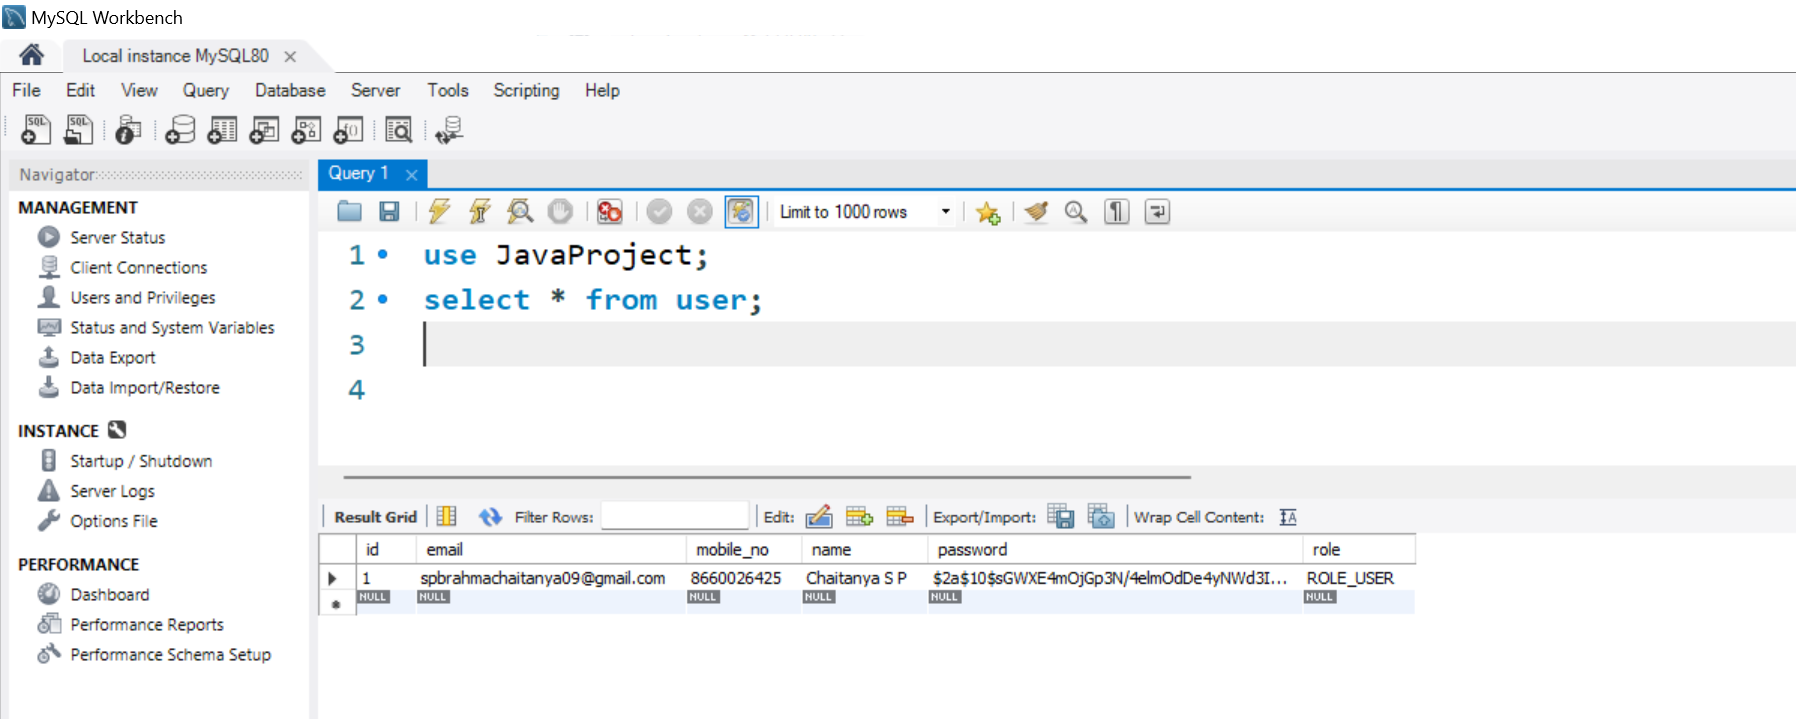 MySQL Workbench
Local instance MySQL80
File Edit View Query Database Server Tools Scripting Help
Navigator
MANAGEMENT
Server Status
Client Connections
Users and Privileges
Status and System Variables
Data Export
Data Import/Restore
INSTANCE
Startup / Shutdown
Server Logs
Options File
PERFORMANCE
Dashboard
Performance Reports
Performance Schema Setup
Query 1
Limit to 1000 rows
1 use JavaProject;
2 select * from user;
3
4
Result Grid Filter Rows: Edit: Export/Import: Wrap Cell Content:
id email mobile_no name password role
1 spbrahmachaitanya09@gmail.com 8660026425 Chaitanya S P $2a$10$sGWXE4mOjGp3N/4elmOdDe4yNWd3I... ROLE_USER
NULL NULL NULL NULL NULL NULL